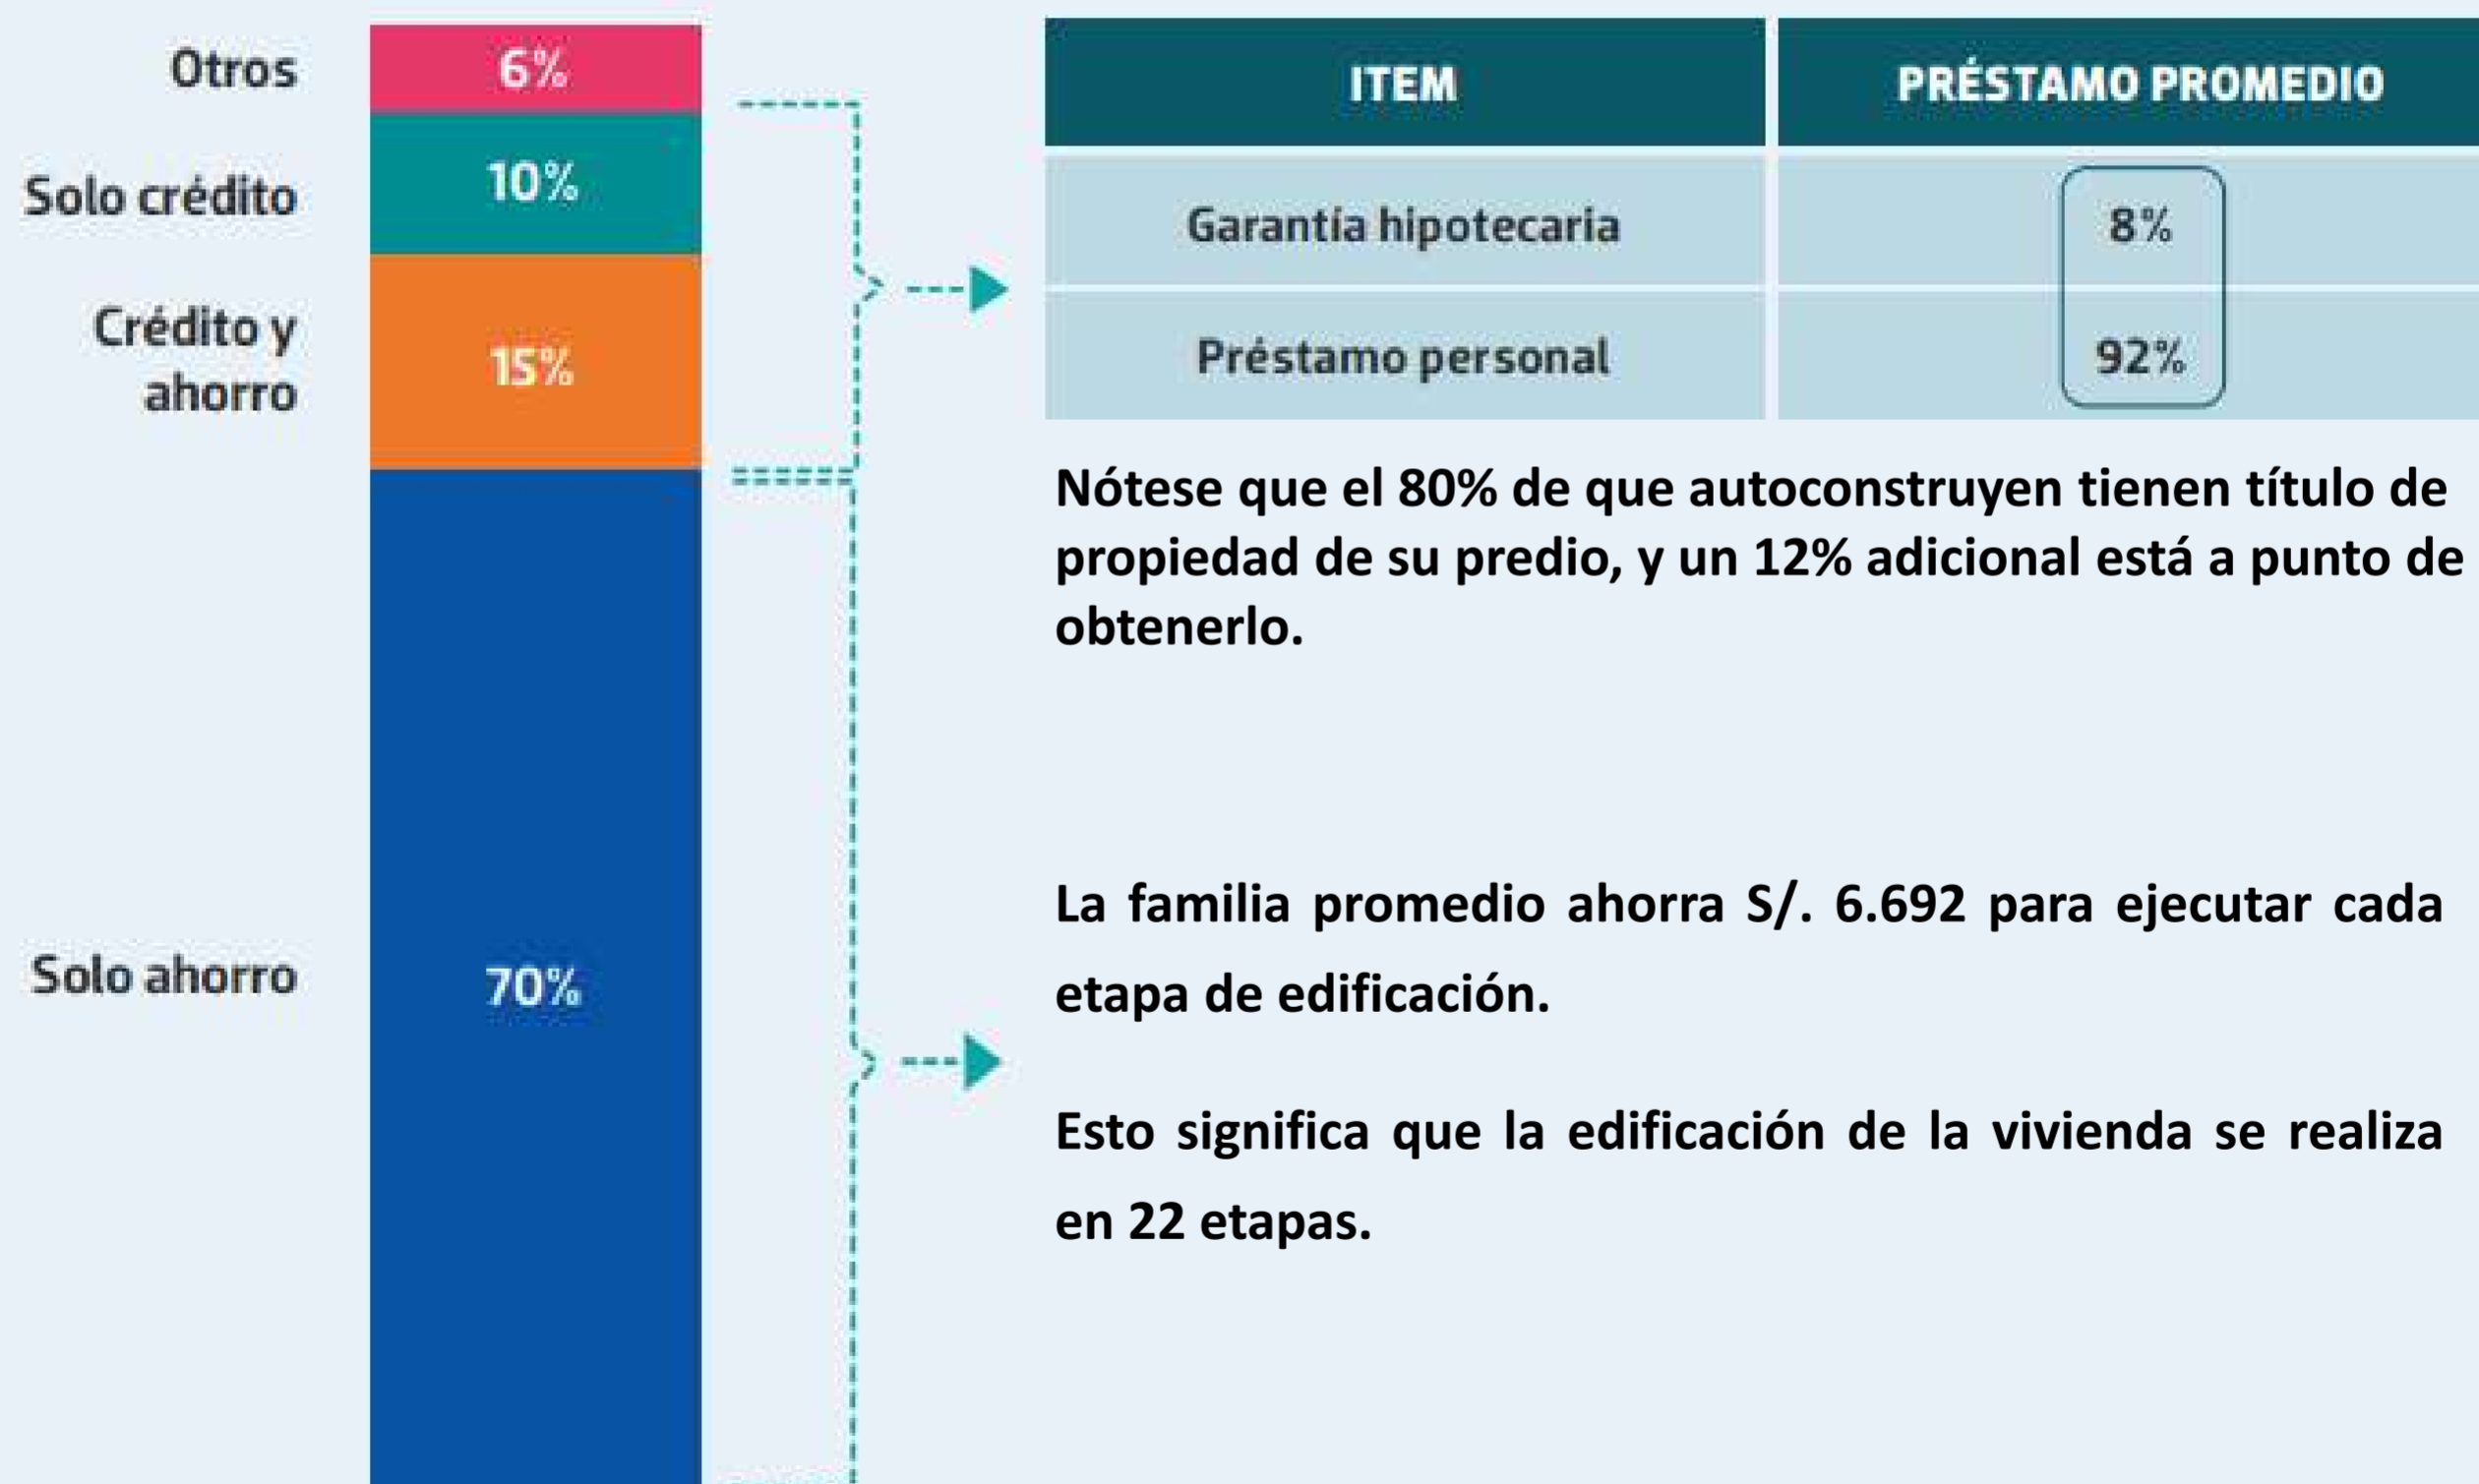 Otros
6%
Solo crédito
10%
Crédito y
ahorro
15%
Solo ahorro
70%
ITEM
PRÉSTAMO PROMEDIO
Garantía hipotecaria
8%
Préstamo personal
92%
Nótese que el 80% de que autoconstruyen tienen título de
propiedad de su predio, y un 12% adicional está a punto de
obtenerlo.
La familia promedio ahorra S/. 6.692 para ejecutar cada
etapa de edificación.
Esto significa que la edificación de la vivienda se realiza
en 22 etapas.